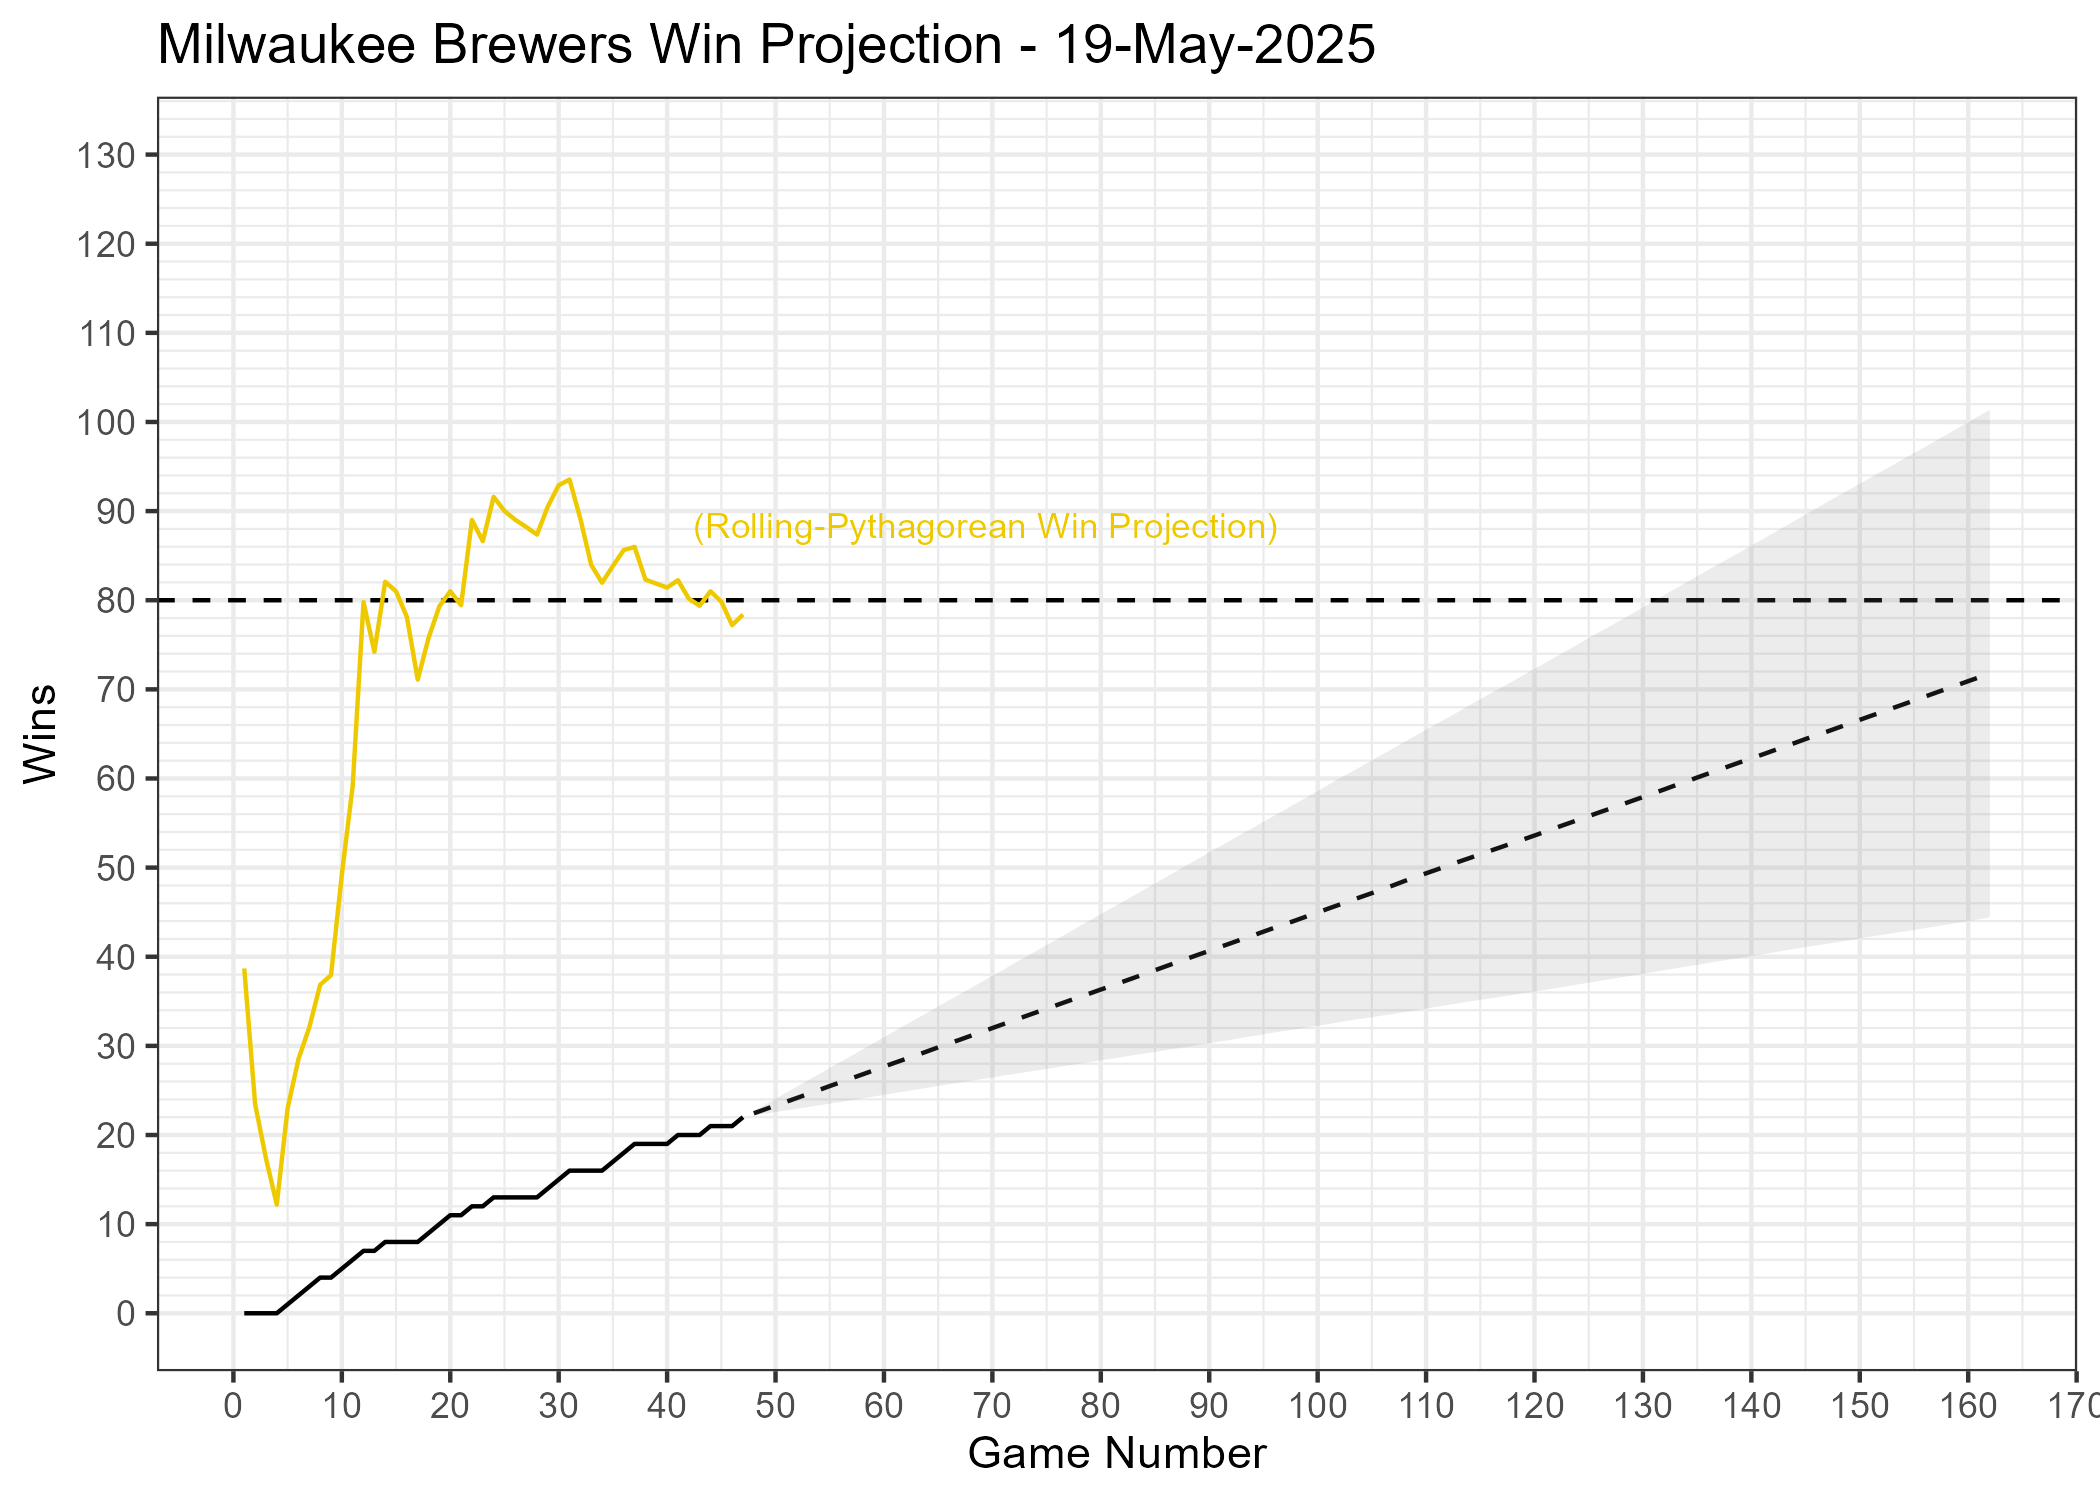 Milwaukee Brewers Win Projection - 19-May-2025
130
120
110
100
90
(Rolling-Pythagorean Win Projection)
80
70
Wins
60
50
40
30
20
10
0
0 10 20 30 40 50 60 70 80 90 100 110 120 130 140 150 160 170
Game Number